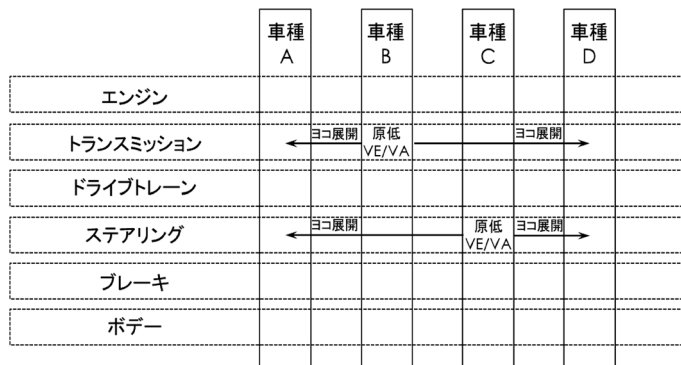 車種
A
車種
B
車種
C
車種
D
エンジン
トランスミッション
ヨコ展開
原低
VE/VA
ヨコ展開
ドライブトレーン
ステアリング
ヨコ展開
原低
VE/VA
ヨコ展開
ブレーキ
ボデー